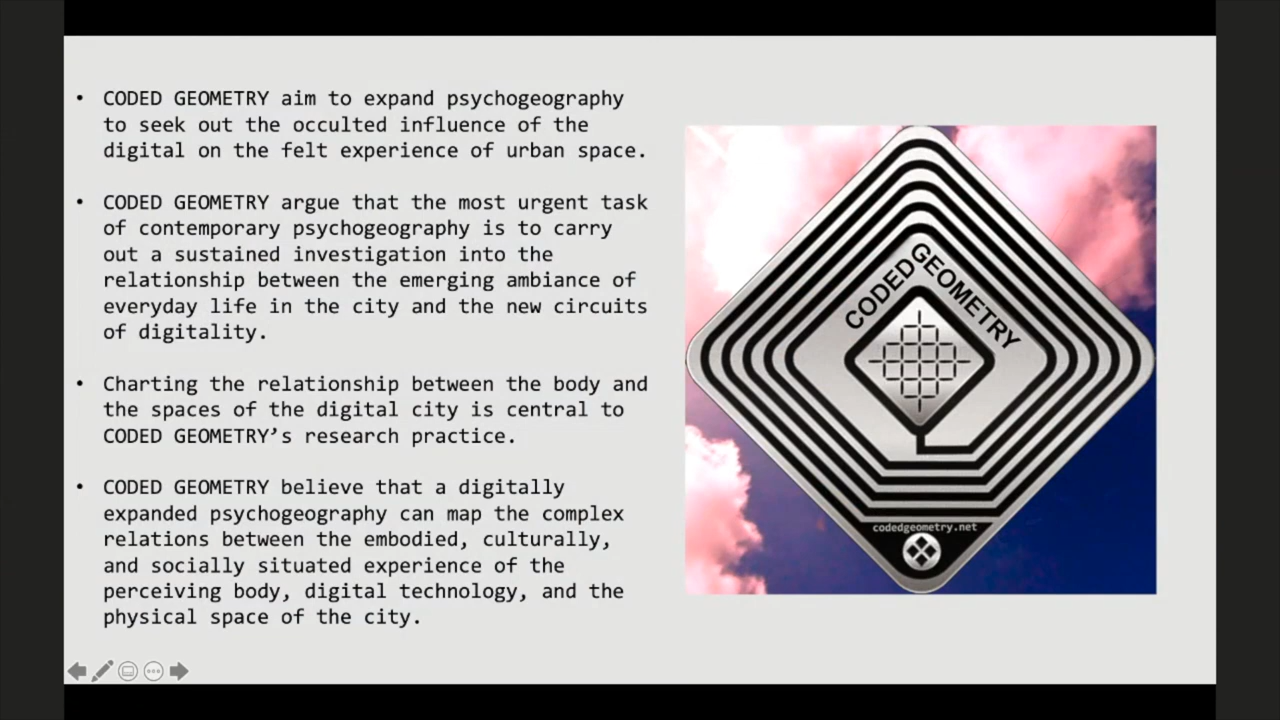 • CODED GEOMETRY aim to expand psychogeography
to seek out the occulted influence of the
digital on the felt experience of urban space.
• CODED GEOMETRY argue that the most urgent task
of contemporary psychogeography is to carry
out a sustained investigation into the
relationship between the emerging ambiance of
everyday life in the city and the new circuits
of digitality.
• Charting the relationship between the body and
the spaces of the digital city is central to
CODED GEOMETRY’s research practice.
• CODED GEOMETRY believe that a digitally
expanded psychogeography can map the complex
relations between the embodied, culturally,
and socially situated experience of the
perceiving body, digital technology, and the
physical space of the city.
CODED GEOMETRY
codedgeometry.net